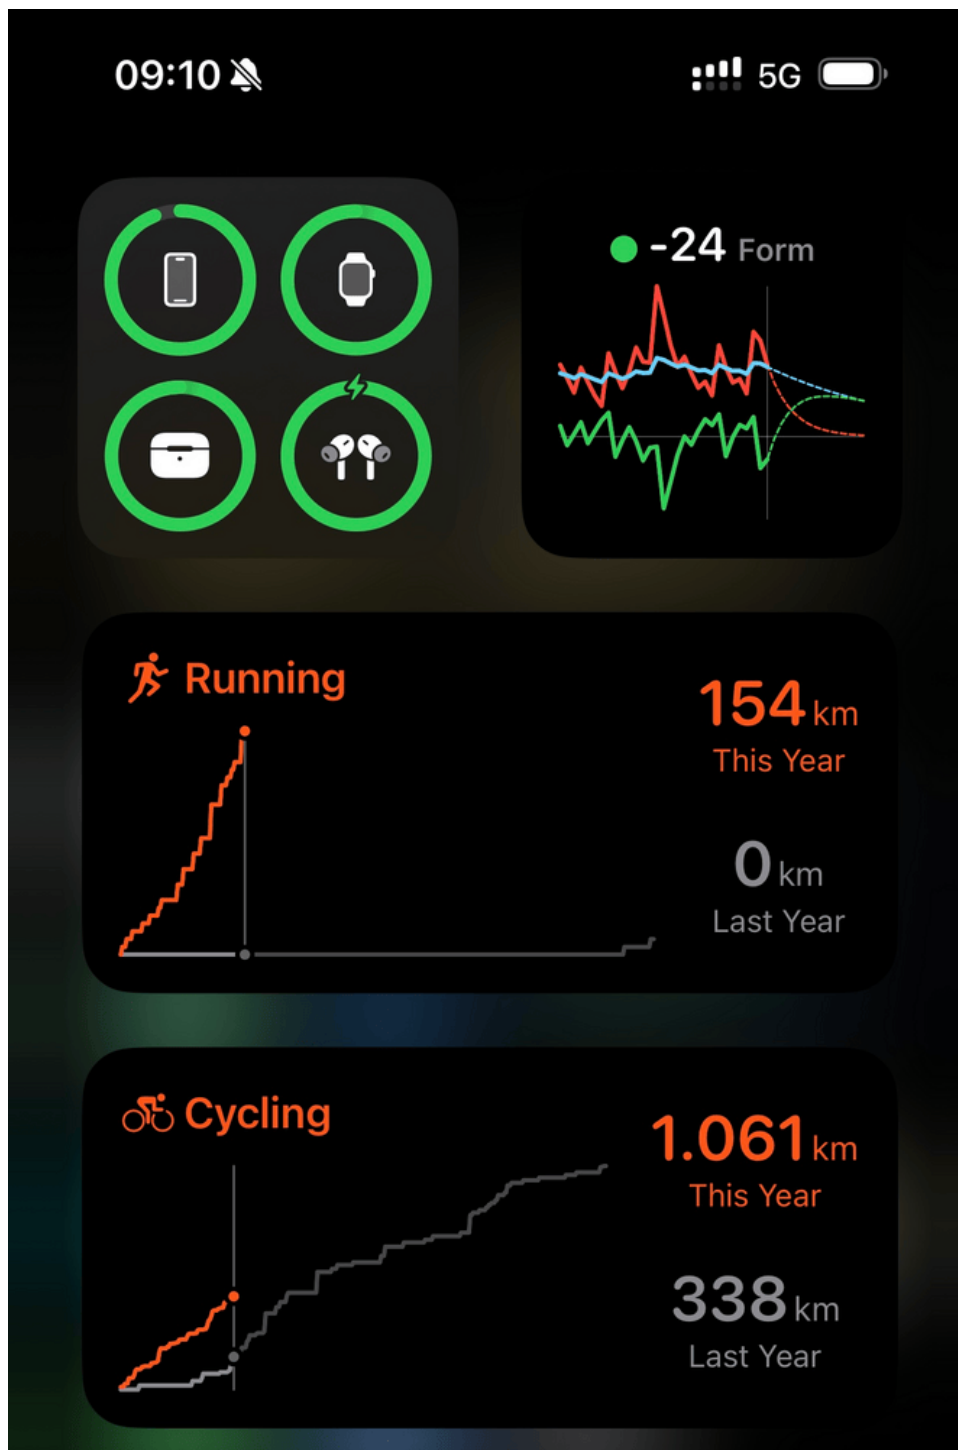 09:10
5G
-24 Form
Running
154 km
This Year
0 km
Last Year
Cycling
1.061 km
This Year
338 km
Last Year